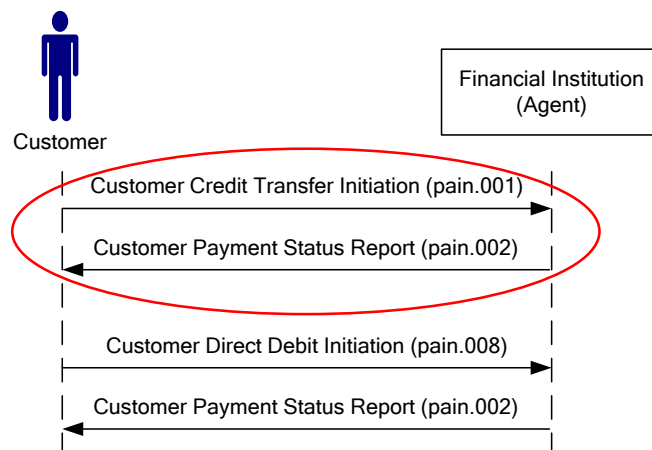 Financial Institution
(Agent)
Customer
Customer Credit Transfer Initiation (pain.001)
Customer Payment Status Report (pain.002)
Customer Direct Debit Initiation (pain.008)
Customer Payment Status Report (pain.002)